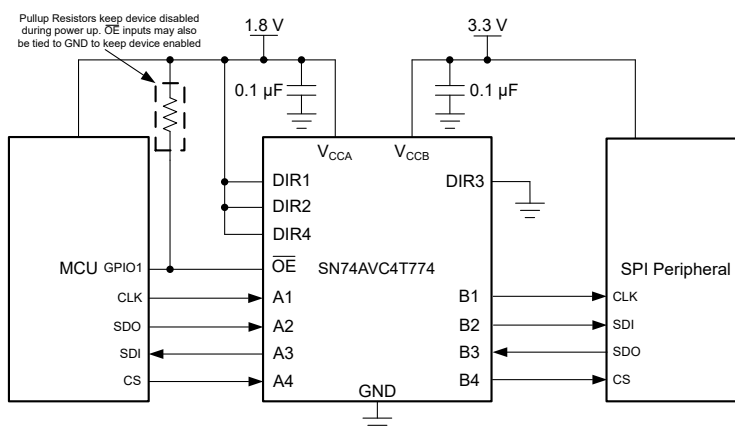 Pullup Resistors keep device disabled
during power up. OE inputs may also
be tied to GND to keep device enabled
1.8 V
3.3 V
0.1 µF
0.1 µF
VCCA
VCCB
DIR1
DIR2
DIR4
DIR3
MCU
GPIO1
OE
SN74AVC4T774
SPI Peripheral
CLK
A1
B1
CLK
SDO
A2
B2
SDI
SDI
A3
B3
SDO
CS
A4
B4
CS
GND